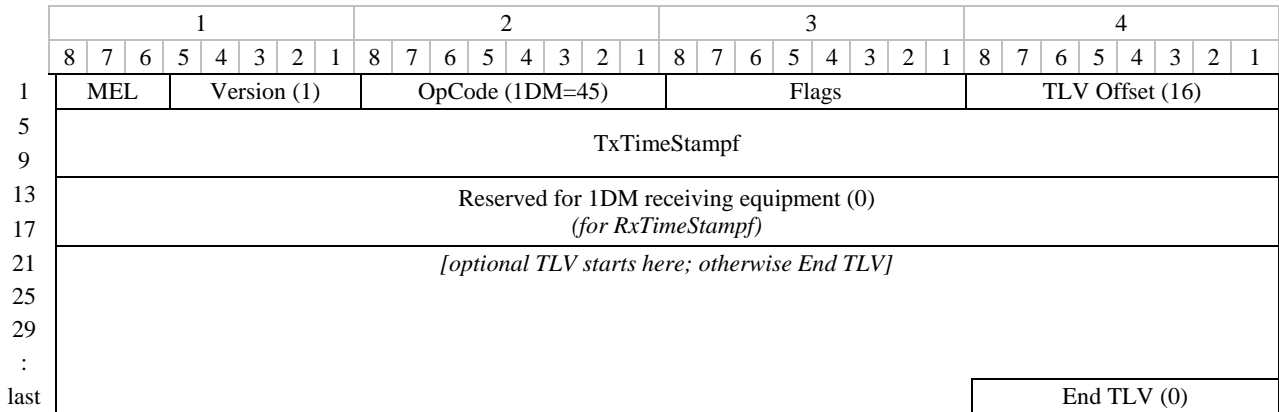 1 2 3 4
8 7 6 5 4 3 2 1 8 7 6 5 4 3 2 1 8 7 6 5 4 3 2 1 8 7 6 5 4 3 2 1
1 MEL Version (1) OpCode (1DM=45) Flags TLV Offset (16)
5
TxTimeStampf
9
13 Reserved for 1DM receiving equipment (0)
17 (for RxTimeStampf)
21 [optional TLV starts here; otherwise End TLV]
25
29
:
last End TLV (0)